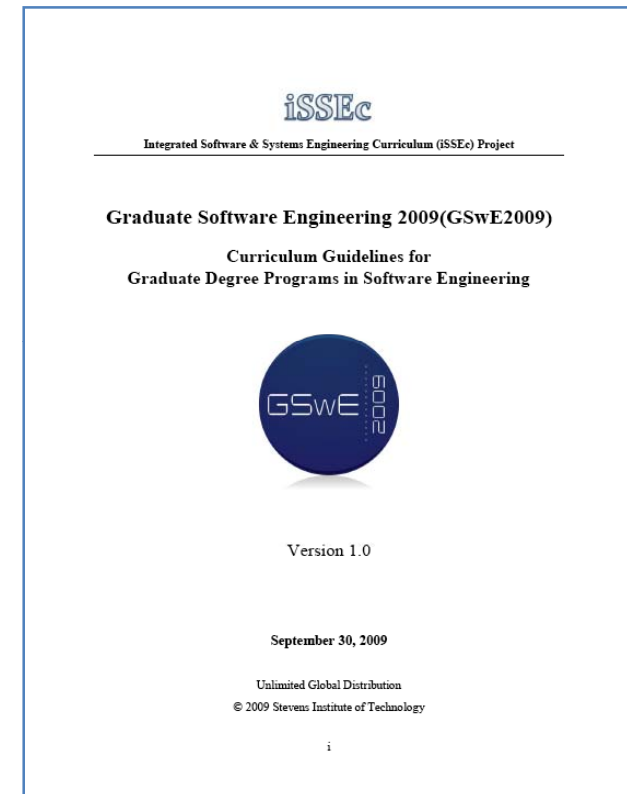 iSSEc
Integrated Software & Systems Engineering Curriculum (iSSEc) Project
Graduate Software Engineering 2009(GSwE2009)
Curriculum Guidelines for
Graduate Degree Programs in Software Engineering
GSwE 2009
Version 1.0
September 30, 2009
Unlimited Global Distribution
© 2009 Stevens Institute of Technology
i